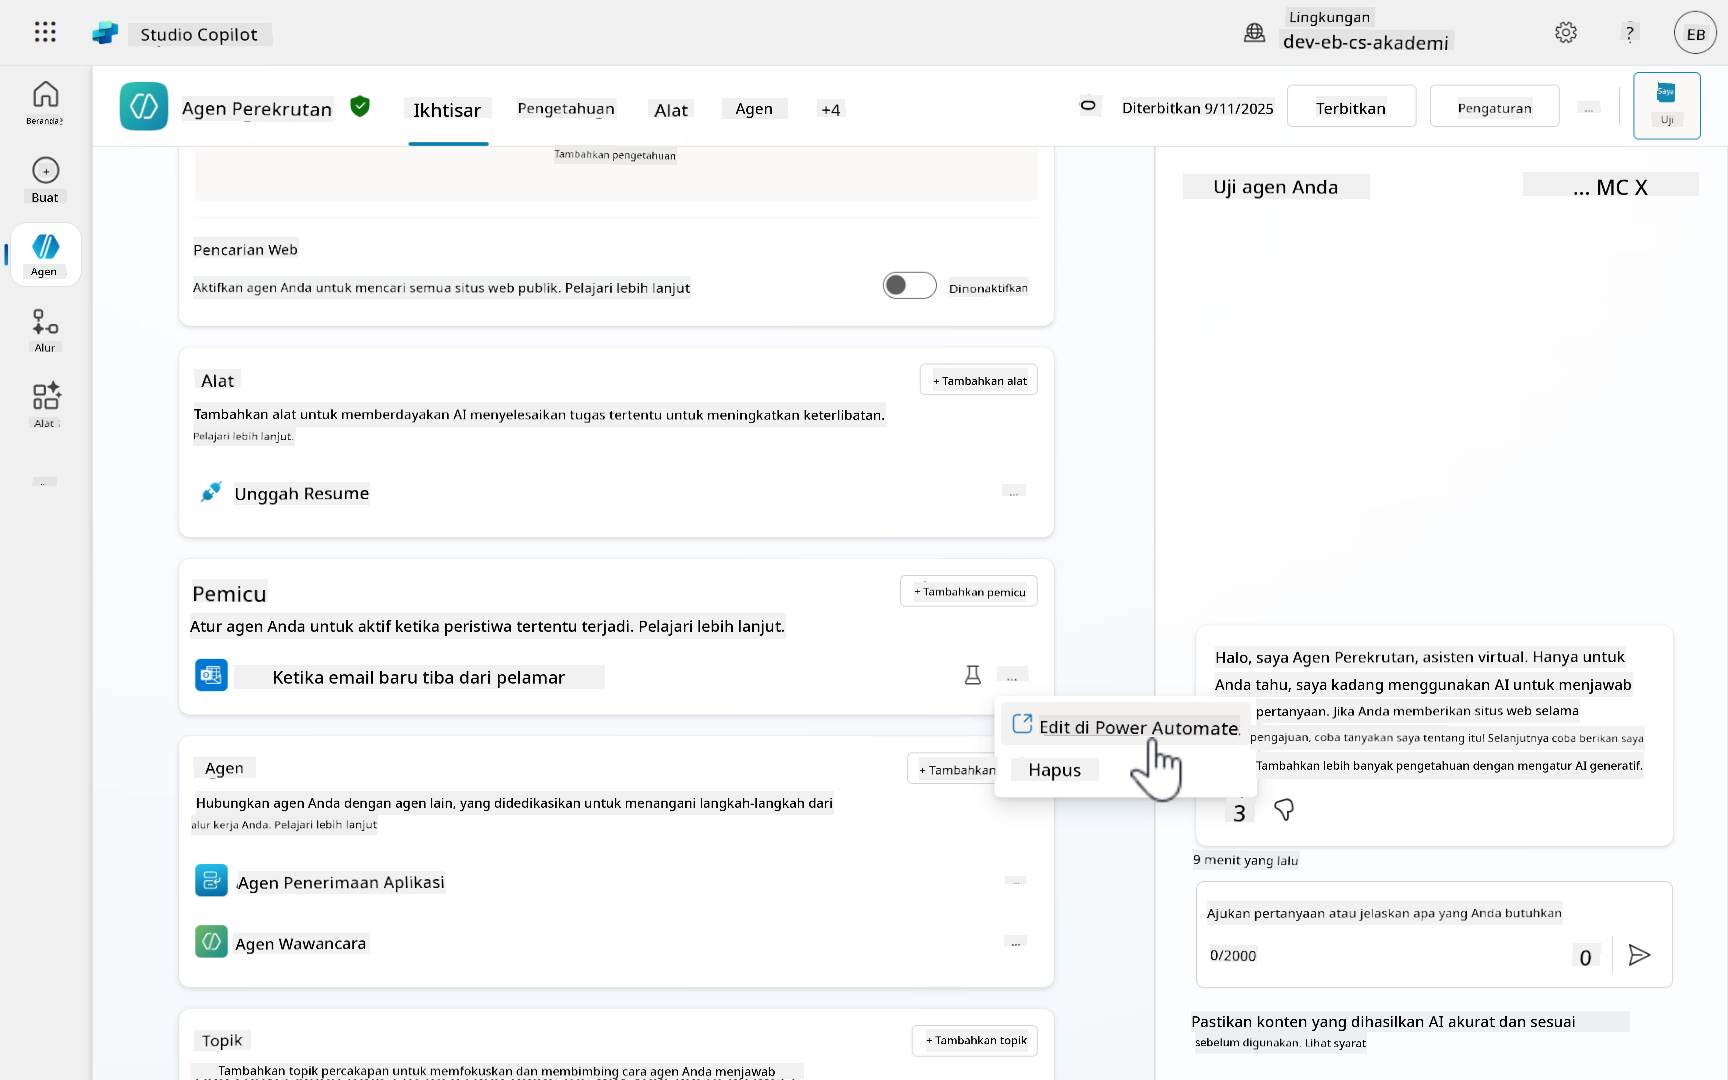 Studio Copilot
Lingkungan
dev-eb-cs-akademi
?
EB
Beranda
Buat
Agen
Alur
Alat
...
Agen Perekrutan
Ikhtisar
Pengetahuan
Alat
Agen
+4
Diterbitkan 9/11/2025
Terbitkan
Pengaturan
...
Saya
Uji
Tambahkan pengetahuan
Pencarian Web
Aktifkan agen Anda untuk mencari semua situs web publik. Pelajari lebih lanjut
Dinonaktifkan
Alat
+ Tambahkan alat
Tambahkan alat untuk memberdayakan AI menyelesaikan tugas tertentu untuk meningkatkan keterlibatan.
Pelajari lebih lanjut.
Unggah Resume
...
Pemicu
+ Tambahkan pemicu
Atur agen Anda untuk aktif ketika peristiwa tertentu terjadi. Pelajari lebih lanjut.
Ketika email baru tiba dari pelamar
...
Edit di Power Automate.
Hapus
Agen
+ Tambahkan
Hubungkan agen Anda dengan agen lain, yang didedikasikan untuk menangani langkah-langkah dari
alur kerja Anda. Pelajari lebih lanjut
Agen Penerimaan Aplikasi
...
Agen Wawancara
...
Topik
+ Tambahkan topik
Tambahkan topik percakapan untuk memfokuskan dan membimbing cara agen Anda menjawab
Uji agen Anda
... MC X
Halo, saya Agen Perekrutan, asisten virtual. Hanya untuk
Anda tahu, saya kadang menggunakan AI untuk menjawab
pertanyaan. Jika Anda memberikan situs web selama
pengajuan, coba tanyakan saya tentang itu! Selanjutnya coba berikan saya
Tambahkan lebih banyak pengetahuan dengan mengatur AI generatif.
3
9 menit yang lalu
Ajukan pertanyaan atau jelaskan apa yang Anda butuhkan
0/2000
0
Pastikan konten yang dihasilkan AI akurat dan sesuai
sebelum digunakan. Lihat syarat